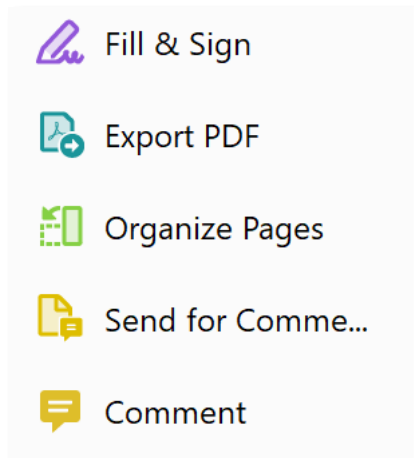 Fill & Sign
Export PDF
Organize Pages
Send for Comme...
Comment